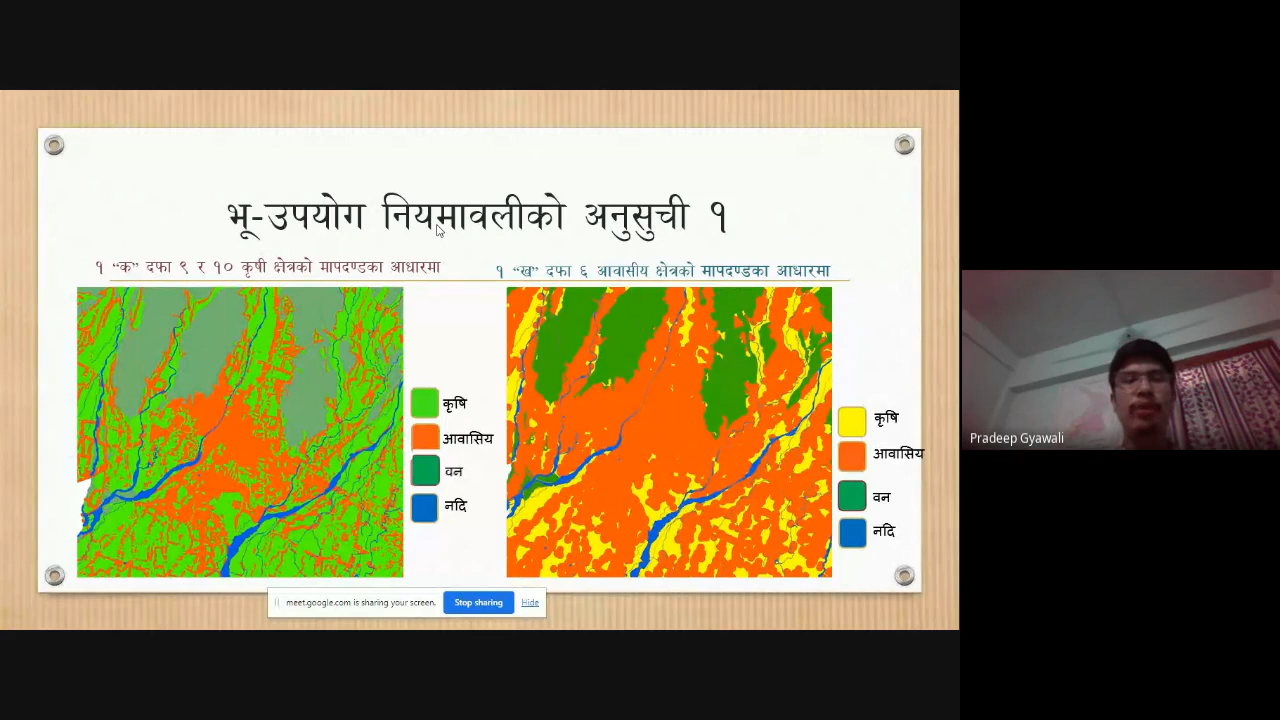 भू-उपयोग नियमावलीको अनुसुची १
१ “क” दफा ९ र १० कृषी क्षेत्रको मापदण्डका आधारमा
१ “ख” दफा ६ आवासीय क्षेत्रको मापदण्डका आधारमा
कृषि
आवासिय
वन
नदि
कृषि
आवासिय
वन
नदि
meet.google.com is sharing your screen.
Stop sharing
Hide
Pradeep Gyawali